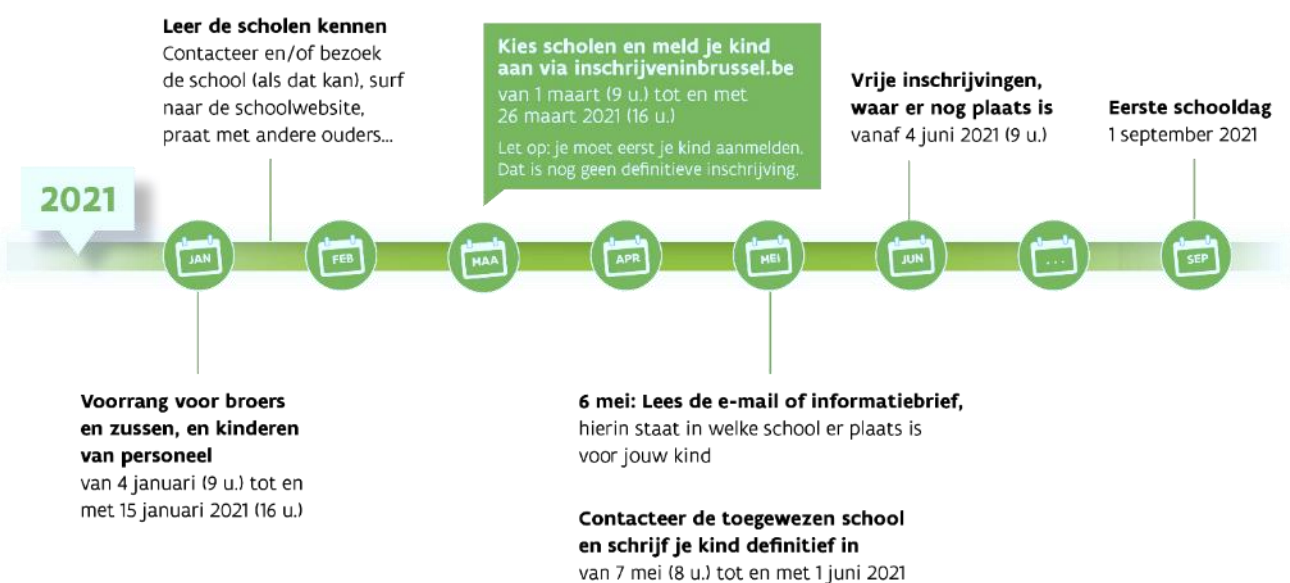 Leer de scholen kennen
Contacteer en/of bezoek
de school (als dat kan), surf
naar de schoolwebsite,
praat met andere ouders...
Kies scholen en meld je kind
aan via inschrijveninbrussel.be
van 1 maart (9 u.) tot en met
26 maart 2021 (16 u.)
Let op: je moet eerst je kind aanmelden.
Dat is nog geen definitieve inschrijving.
Vrije inschrijvingen,
waar er nog plaats is
vanaf 4 juni 2021 (9 u.)
Eerste schooldag
1 september 2021
2021
JAN
FEB
MAA
APR
MEI
JUN
...
SEP
Voorrang voor broers
en zussen, en kinderen
van personeel
van 4 januari (9 u.) tot en
met 15 januari 2021 (16 u.)
6 mei: Lees de e-mail of informatiebrief,
hierin staat in welke school er plaats is
voor jouw kind
Contacteer de toegewezen school
en schrijf je kind definitief in
van 7 mei (8 u.) tot en met 1 juni 2021